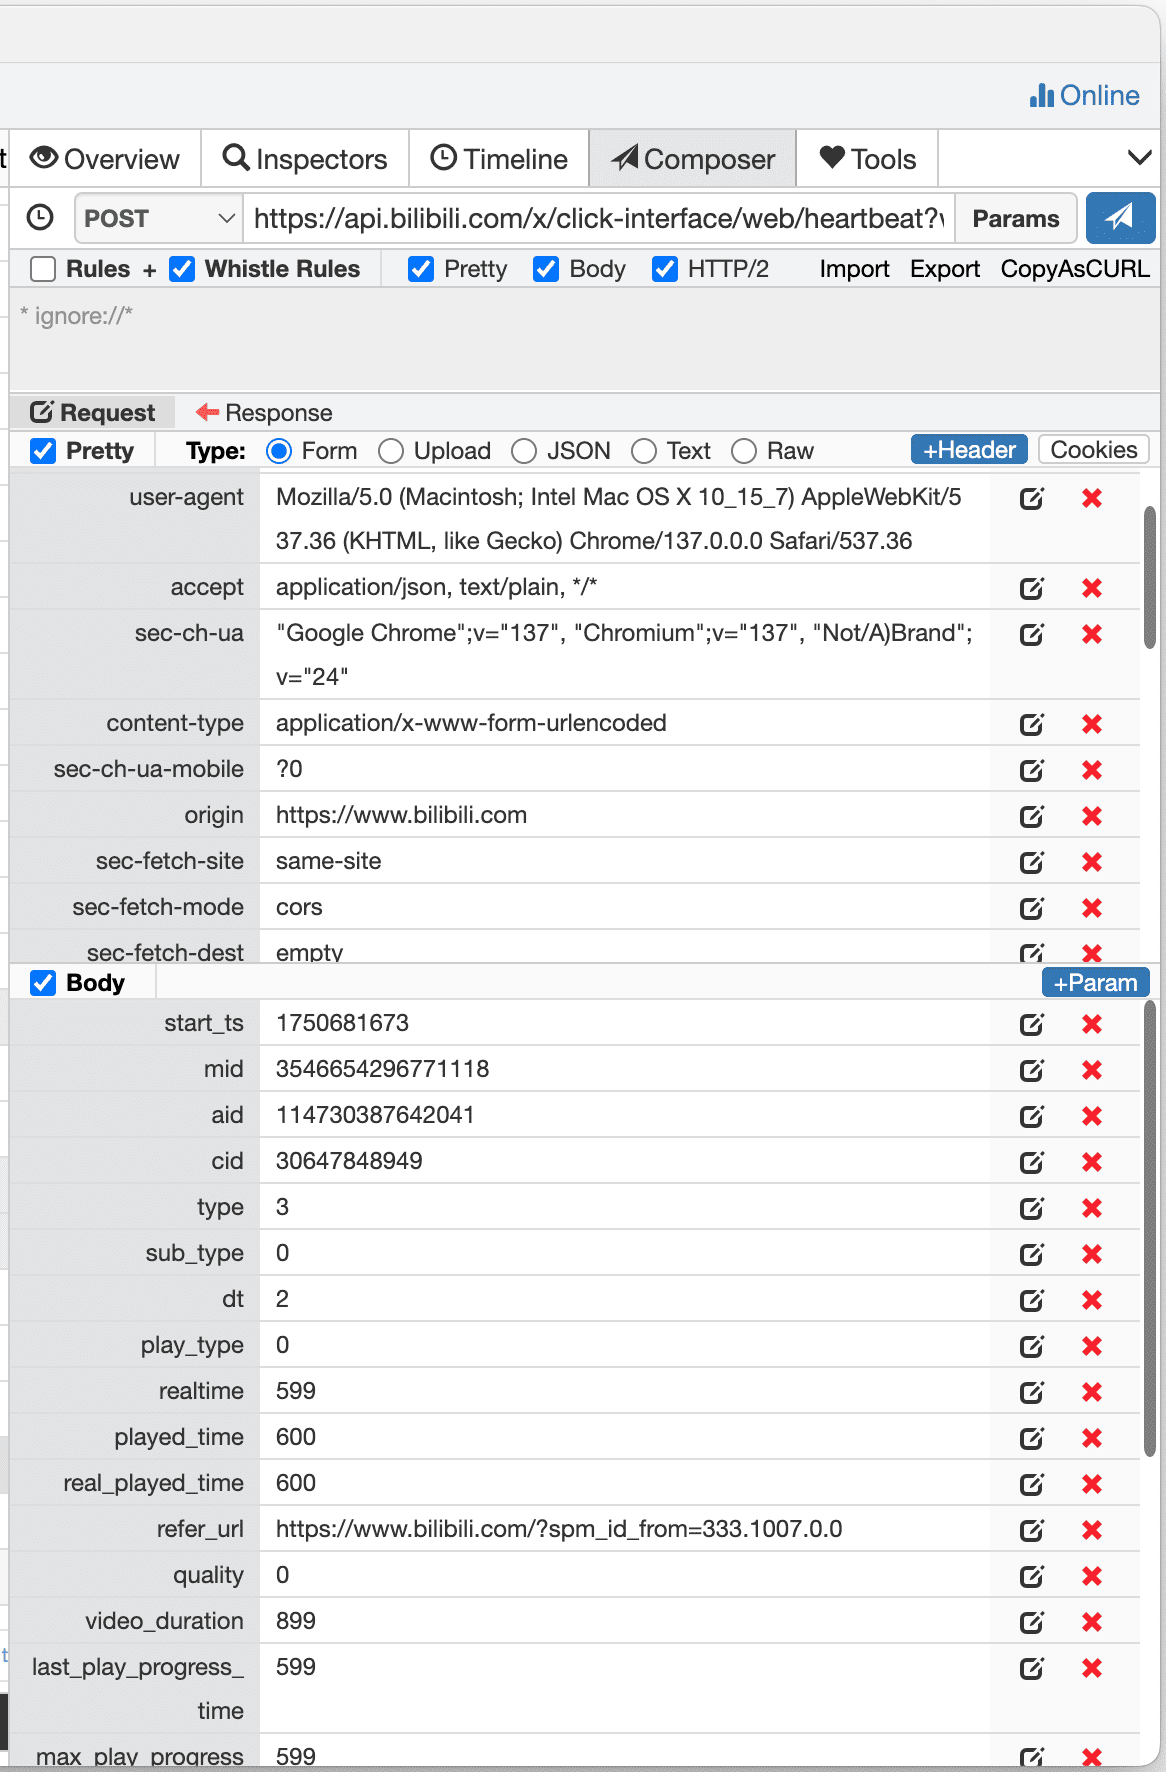 Online
t
Overview
Inspectors
Timeline
Composer
Tools
POST
https://api.bilibili.com/x/click-interface/web/heartbeat?
Params
Rules + Whistle Rules
Pretty
Body
HTTP/2
Import
Export
CopyAsCURL
* ignore://*
Request
Response
Pretty
Type:
Form
Upload
JSON
Text
Raw
+Header
Cookies
user-agent
Mozilla/5.0 (Macintosh; Intel Mac OS X 10_15_7) AppleWebKit/5
37.36 (KHTML, like Gecko) Chrome/137.0.0.0 Safari/537.36
accept
application/json, text/plain, */*
sec-ch-ua
"Google Chrome";v="137", "Chromium";v="137", "Not/A)Brand";
v="24"
content-type
application/x-www-form-urlencoded
sec-ch-ua-mobile
?0
origin
https://www.bilibili.com
sec-fetch-site
same-site
sec-fetch-mode
cors
sec-fetch-dest
empty
Body
+Param
start_ts
1750681673
mid
3546654296771118
aid
114730387642041
cid
30647848949
type
3
sub_type
0
dt
2
play_type
0
realtime
599
played_time
600
real_played_time
600
refer_url
https://www.bilibili.com/?spm_id_from=333.1007.0.0
quality
0
video_duration
899
t
last_play_progress_
time
599
max_play_progress
599